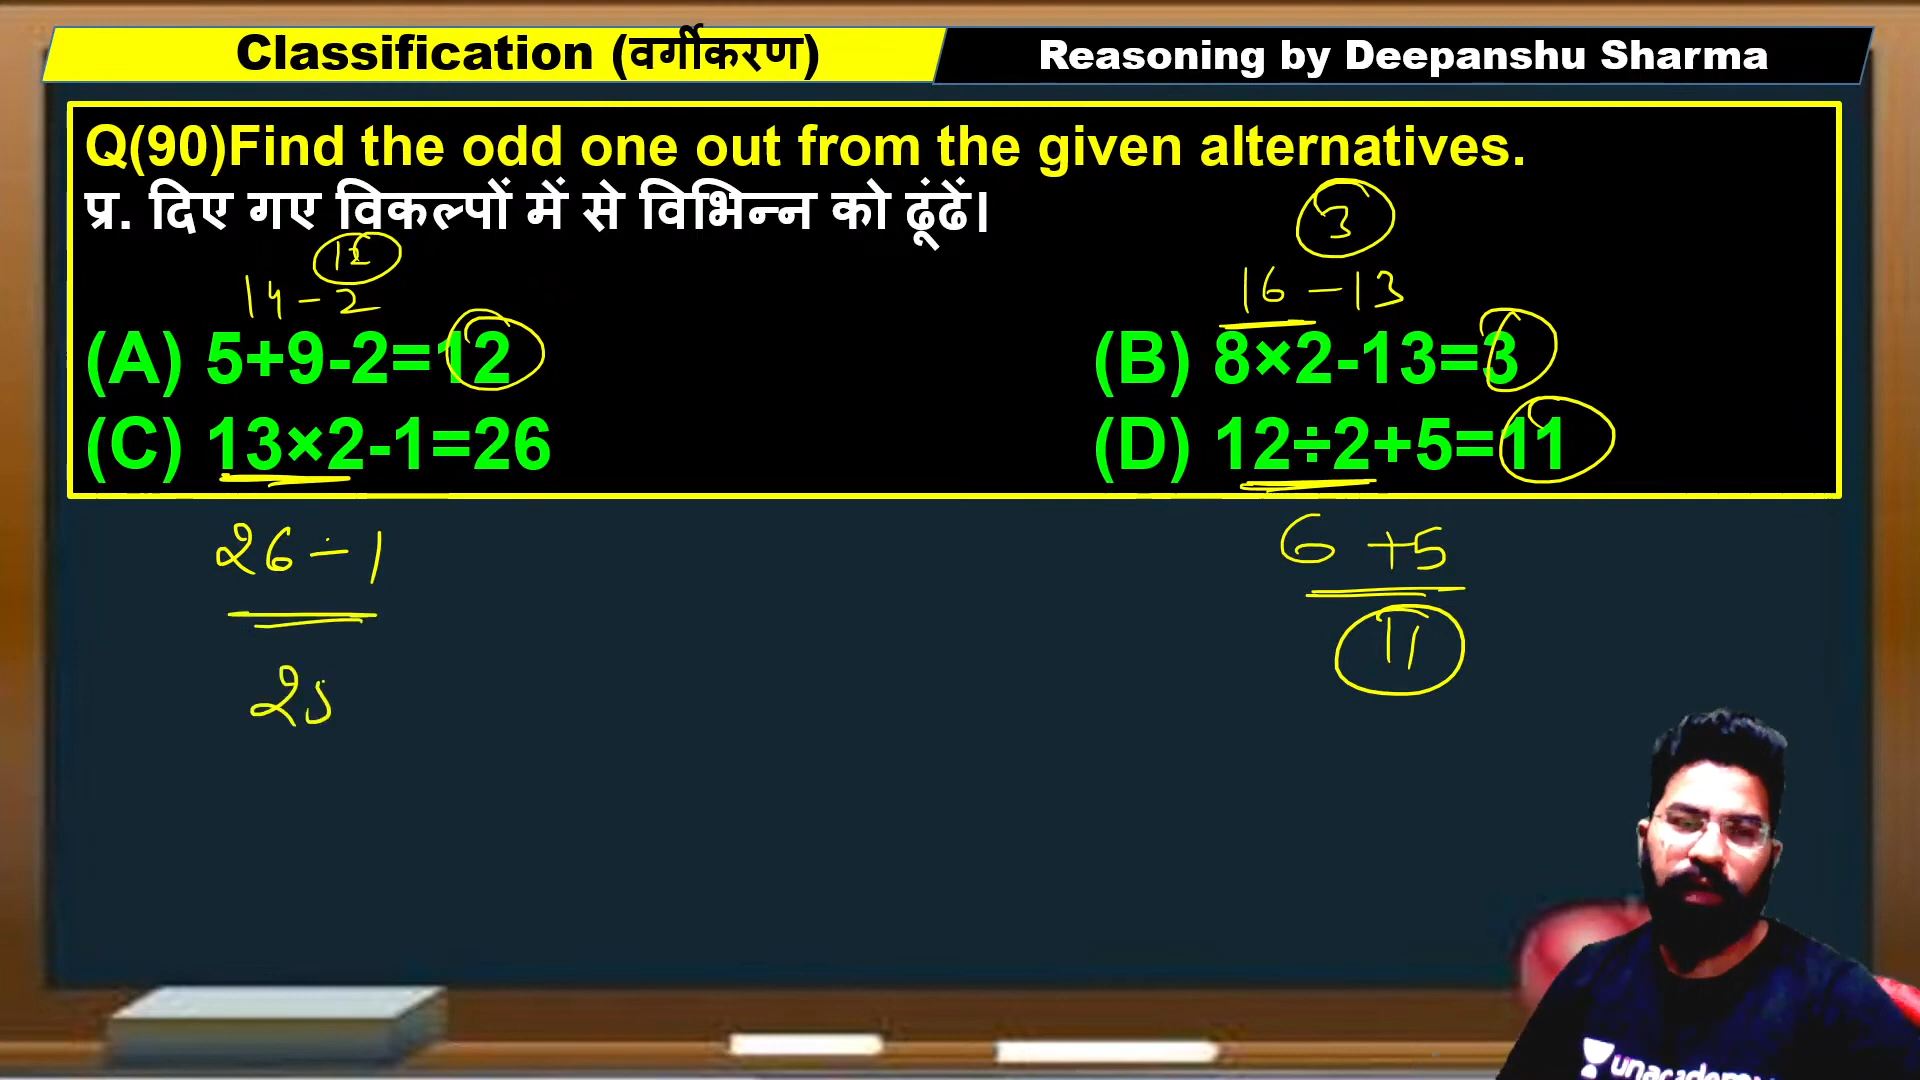 Classification (वर्गीकरण)
Reasoning by Deepanshu Sharma
Q(90)Find the odd one out from the given alternatives.
प्र. दिए गए विकल्पों में से विभिन्न को ढूंढें।
12
3
14-2
16-13
(A) 5+9-2=12
(B) 8×2-13=3
(C) 13×2-1=26
(D) 12÷2+5=11
26-1
6+5
25
11
unacademy